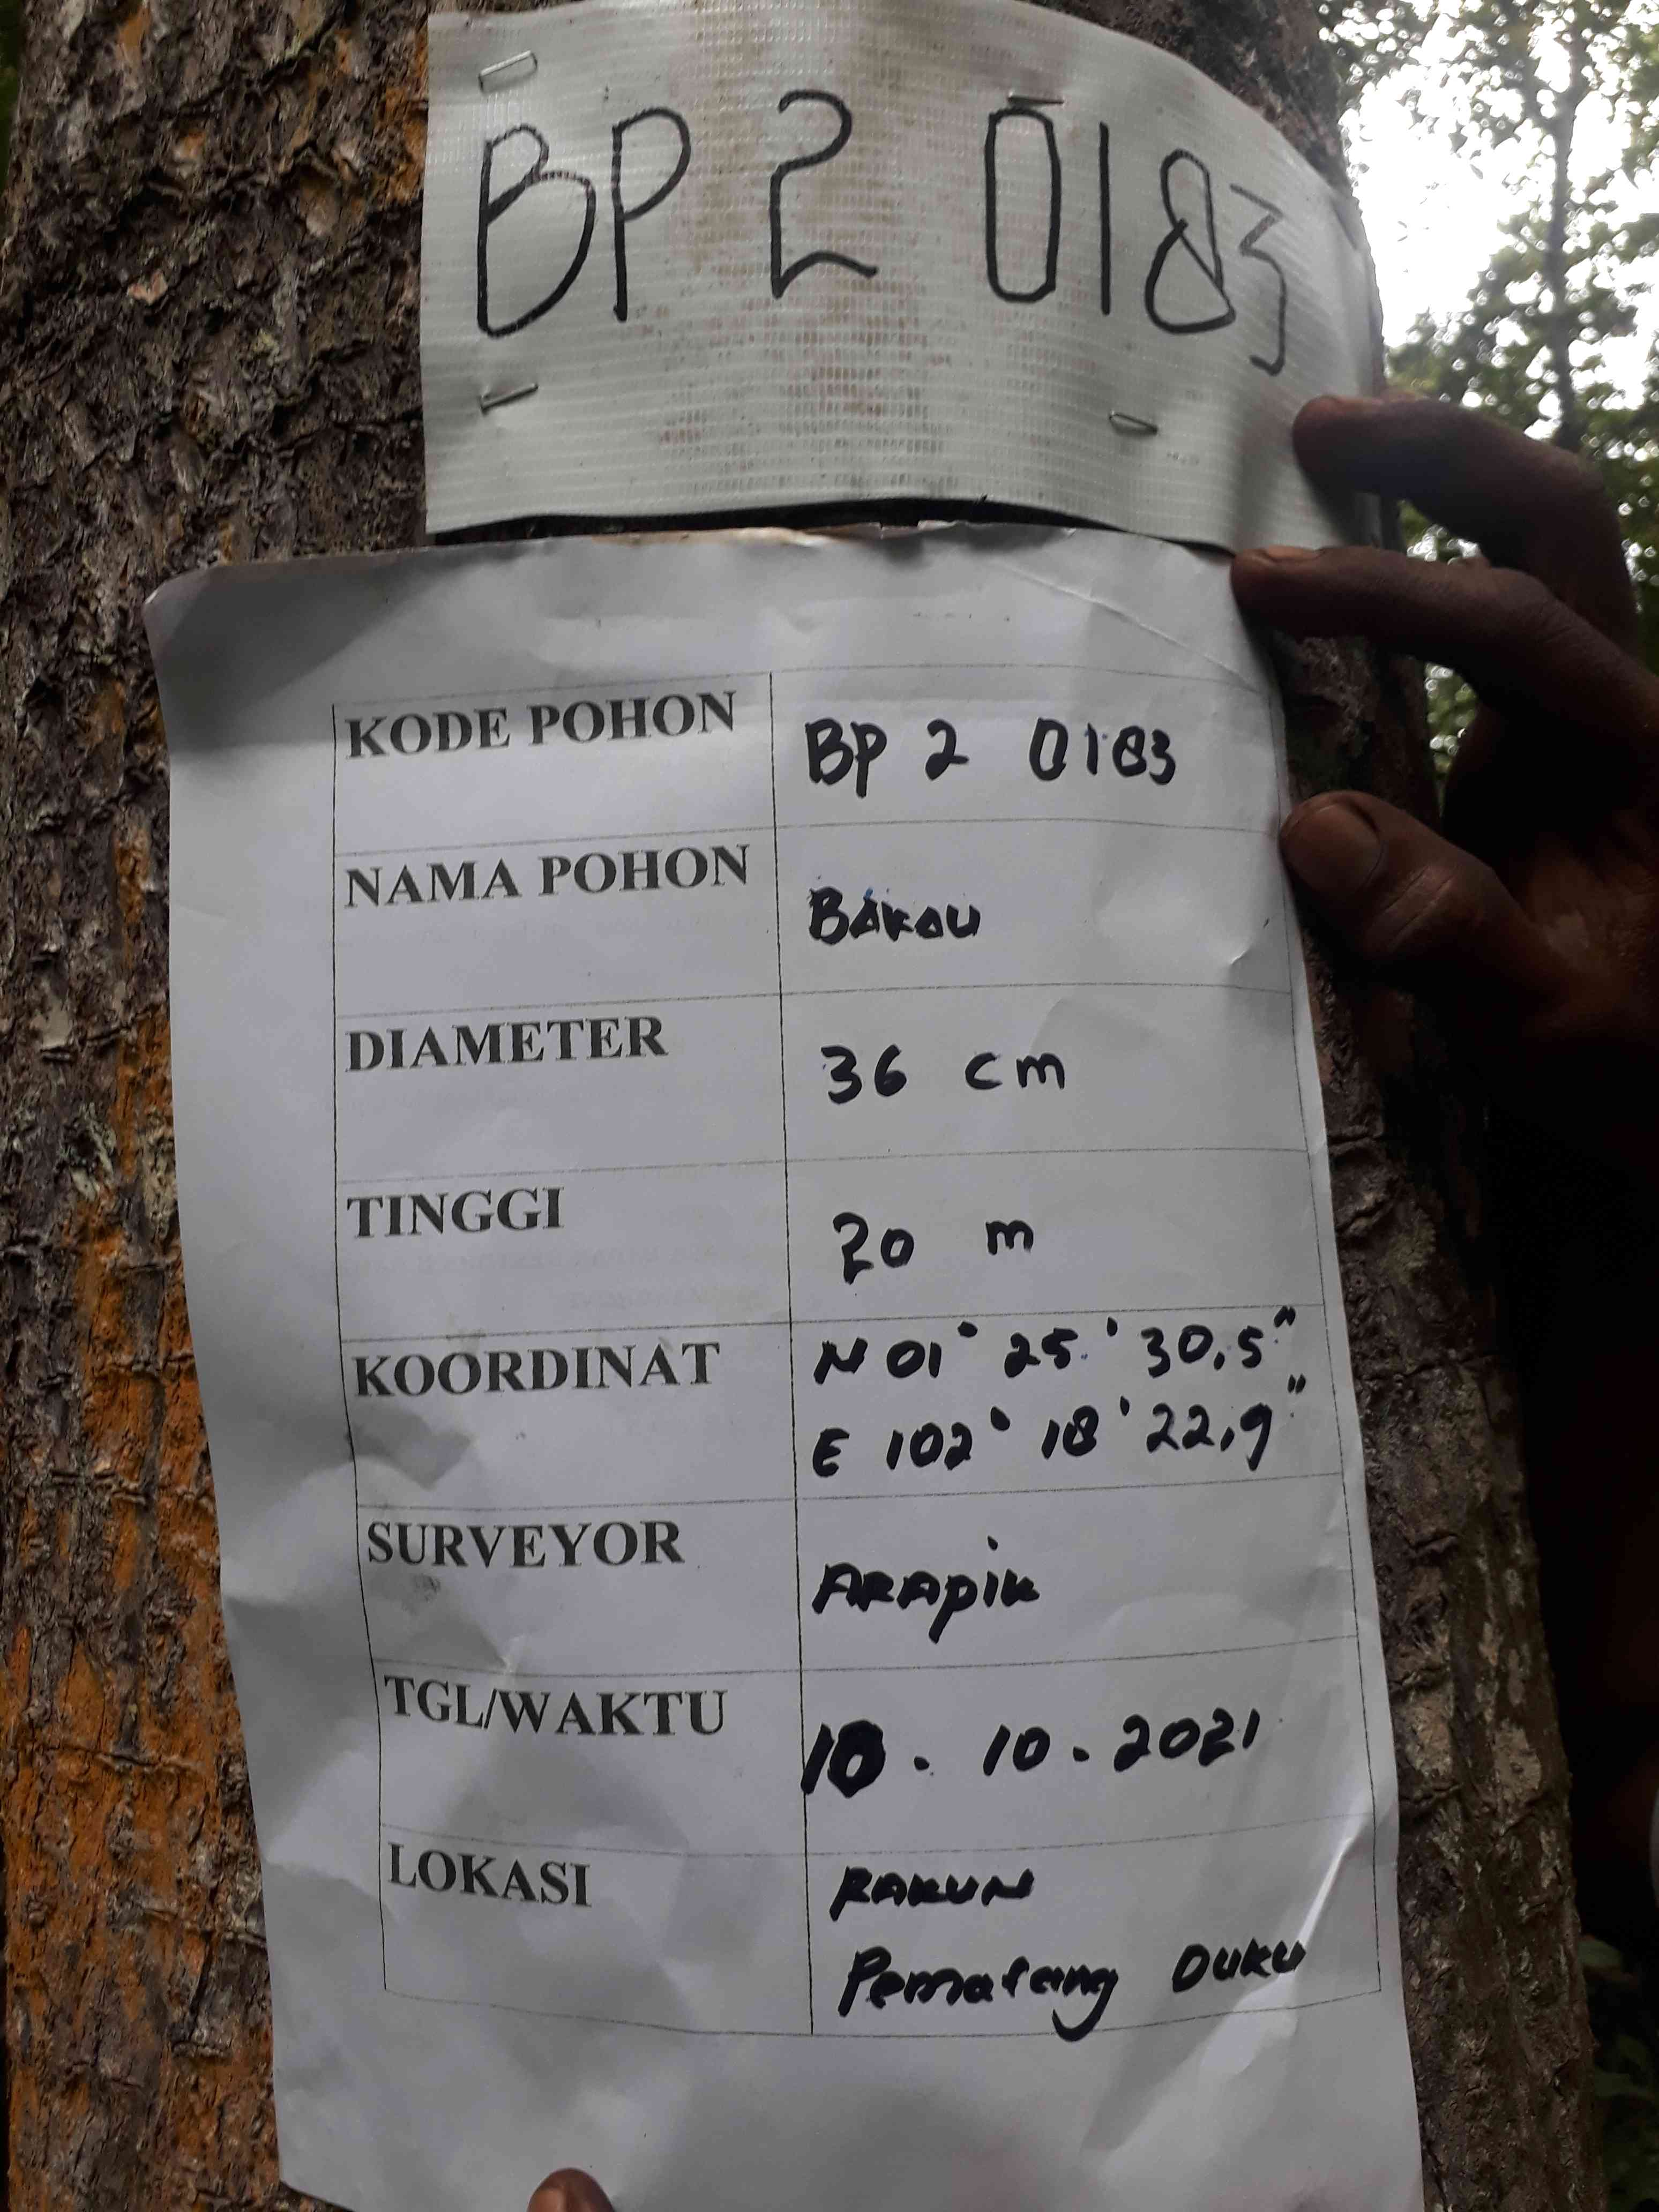 BP 2 0183
KODE POHON BP 2 0183
NAMA POHON BAKAU
DIAMETER 36 cm
TINGGI 20 m
KOORDINAT N 01° 25' 30,5"
E 102° 18' 22,9"
SURVEYOR ARApik
TGL/WAKTU 10 . 10 . 2021
LOKASI RAKUN
Pematang DUKU